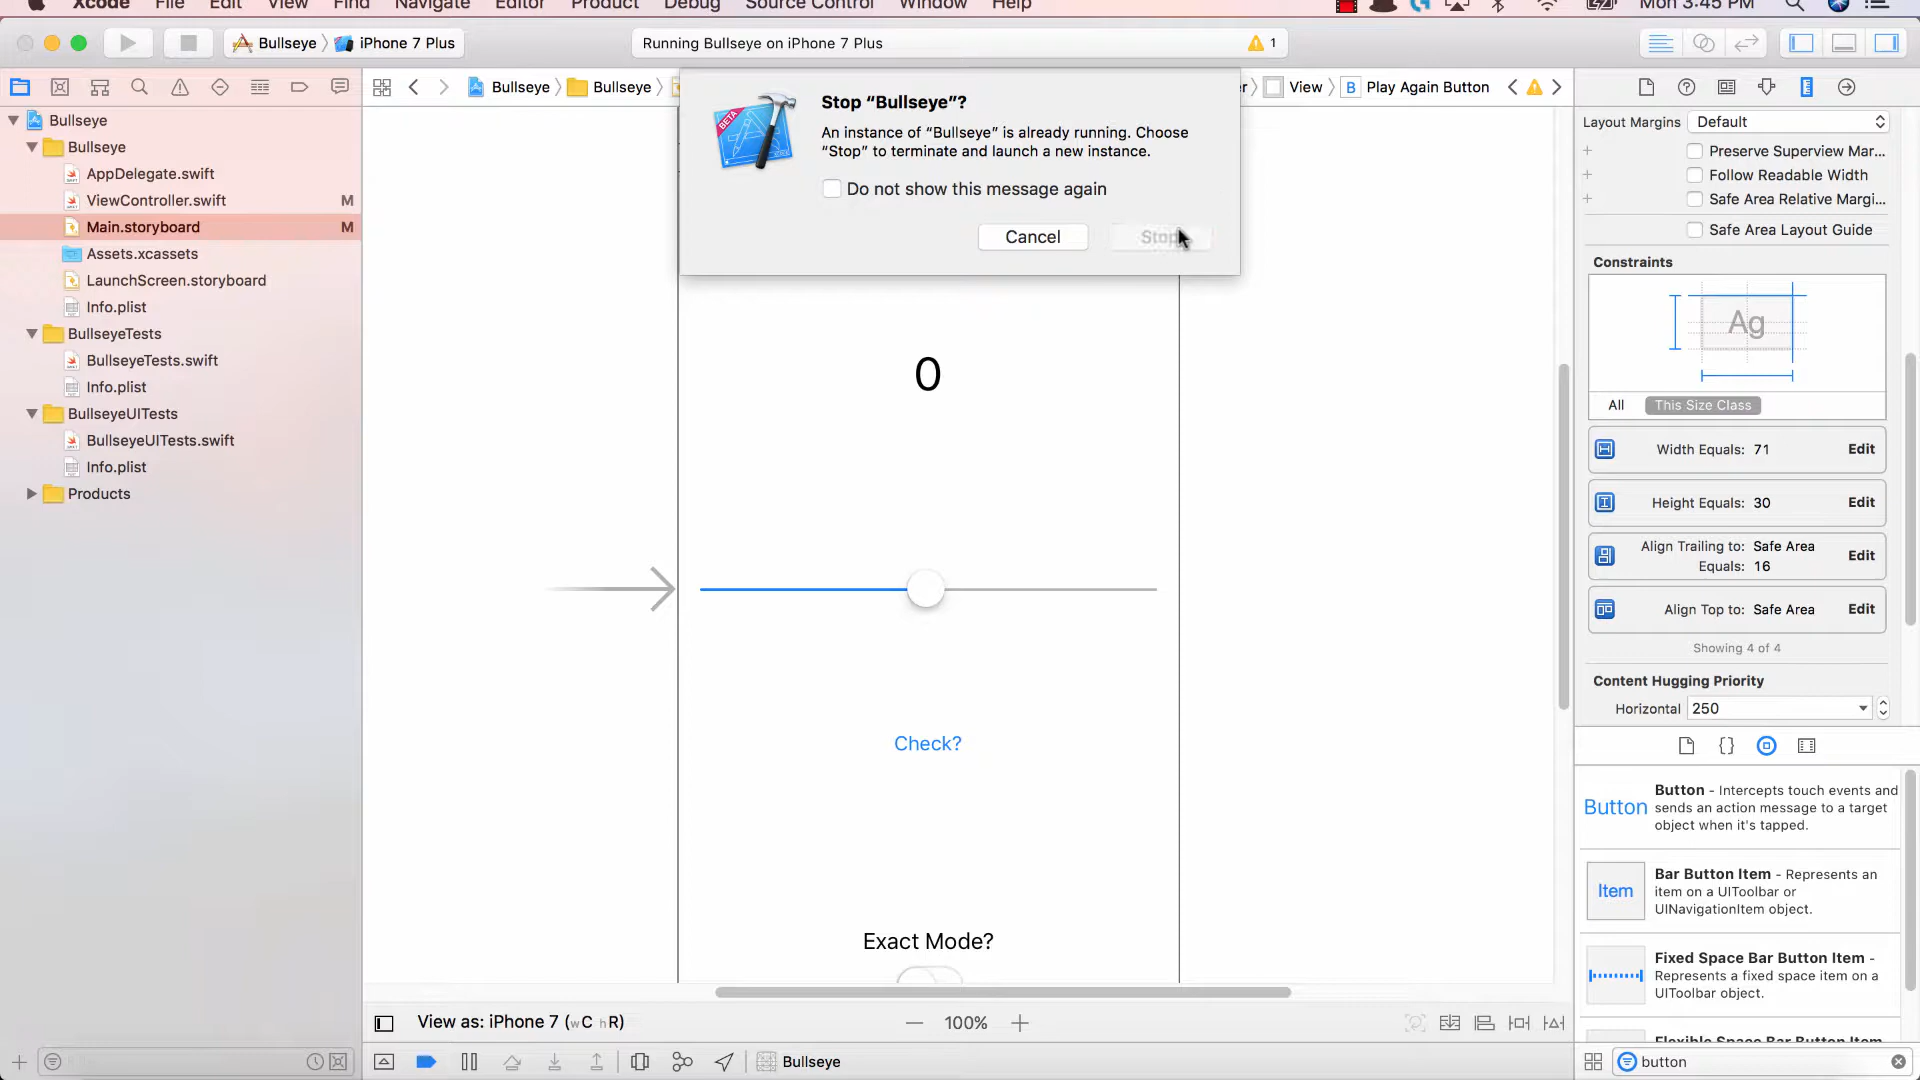 Xcode File Edit View Find Navigate Editor Product Debug Source Control Window Help Mon 3:45 PM
Bullseye iPhone 7 Plus Running Bullseye on iPhone 7 Plus 1
Bullseye Bullseye View B Play Again Button
Bullseye
Bullseye
AppDelegate.swift
ViewController.swift M
Main.storyboard M
Assets.xcassets
LaunchScreen.storyboard
Info.plist
BullseyeTests
BullseyeTests.swift
Info.plist
BullseyeUITests
BullseyeUITests.swift
Info.plist
Products
BETA
Stop “Bullseye”?
An instance of “Bullseye” is already running. Choose
“Stop” to terminate and launch a new instance.
Do not show this message again
Cancel Stop
0
Check?
Exact Mode?
Layout Margins Default
Preserve Superview Mar...
Follow Readable Width
Safe Area Relative Margi...
Safe Area Layout Guide
Constraints
Ag
All This Size Class
Width Equals: 71 Edit
Height Equals: 30 Edit
Align Trailing to: Safe Area
Equals: 16 Edit
Align Top to: Safe Area Edit
Showing 4 of 4
Content Hugging Priority
Horizontal 250
Button Button - Intercepts touch events and
sends an action message to a target
object when it's tapped.
Item Bar Button Item - Represents an
item on a UIToolbar or
UINavigationItem object.
Fixed Space Bar Button Item -
Represents a fixed space item on a
UIToolbar object.
Flexible Space Bar Button Item
View as: iPhone 7 (wC hR) 100%
Bullseye
button